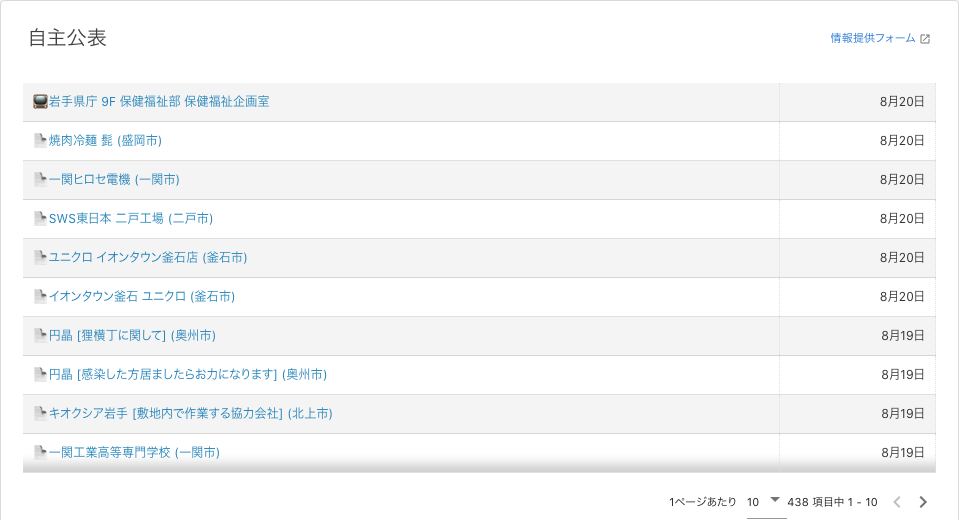 自主公表
情報提供フォーム
岩手県庁 9F 保健福祉部 保健福祉企画室 8月20日
焼肉冷麺 髭 (盛岡市) 8月20日
一関ヒロセ電機 (一関市) 8月20日
SWS東日本 二戸工場 (二戸市) 8月20日
ユニクロ イオンタウン釜石店 (釜石市) 8月20日
イオンタウン釜石 ユニクロ (釜石市) 8月20日
円晶 [狸横丁に関して] (奥州市) 8月19日
円晶 [感染した方居ましたらお力になります] (奥州市) 8月19日
キオクシア岩手 [敷地内で作業する協力会社] (北上市) 8月19日
一関工業高等専門学校 (一関市) 8月19日
1ページあたり 10 438 項目中 1 - 10